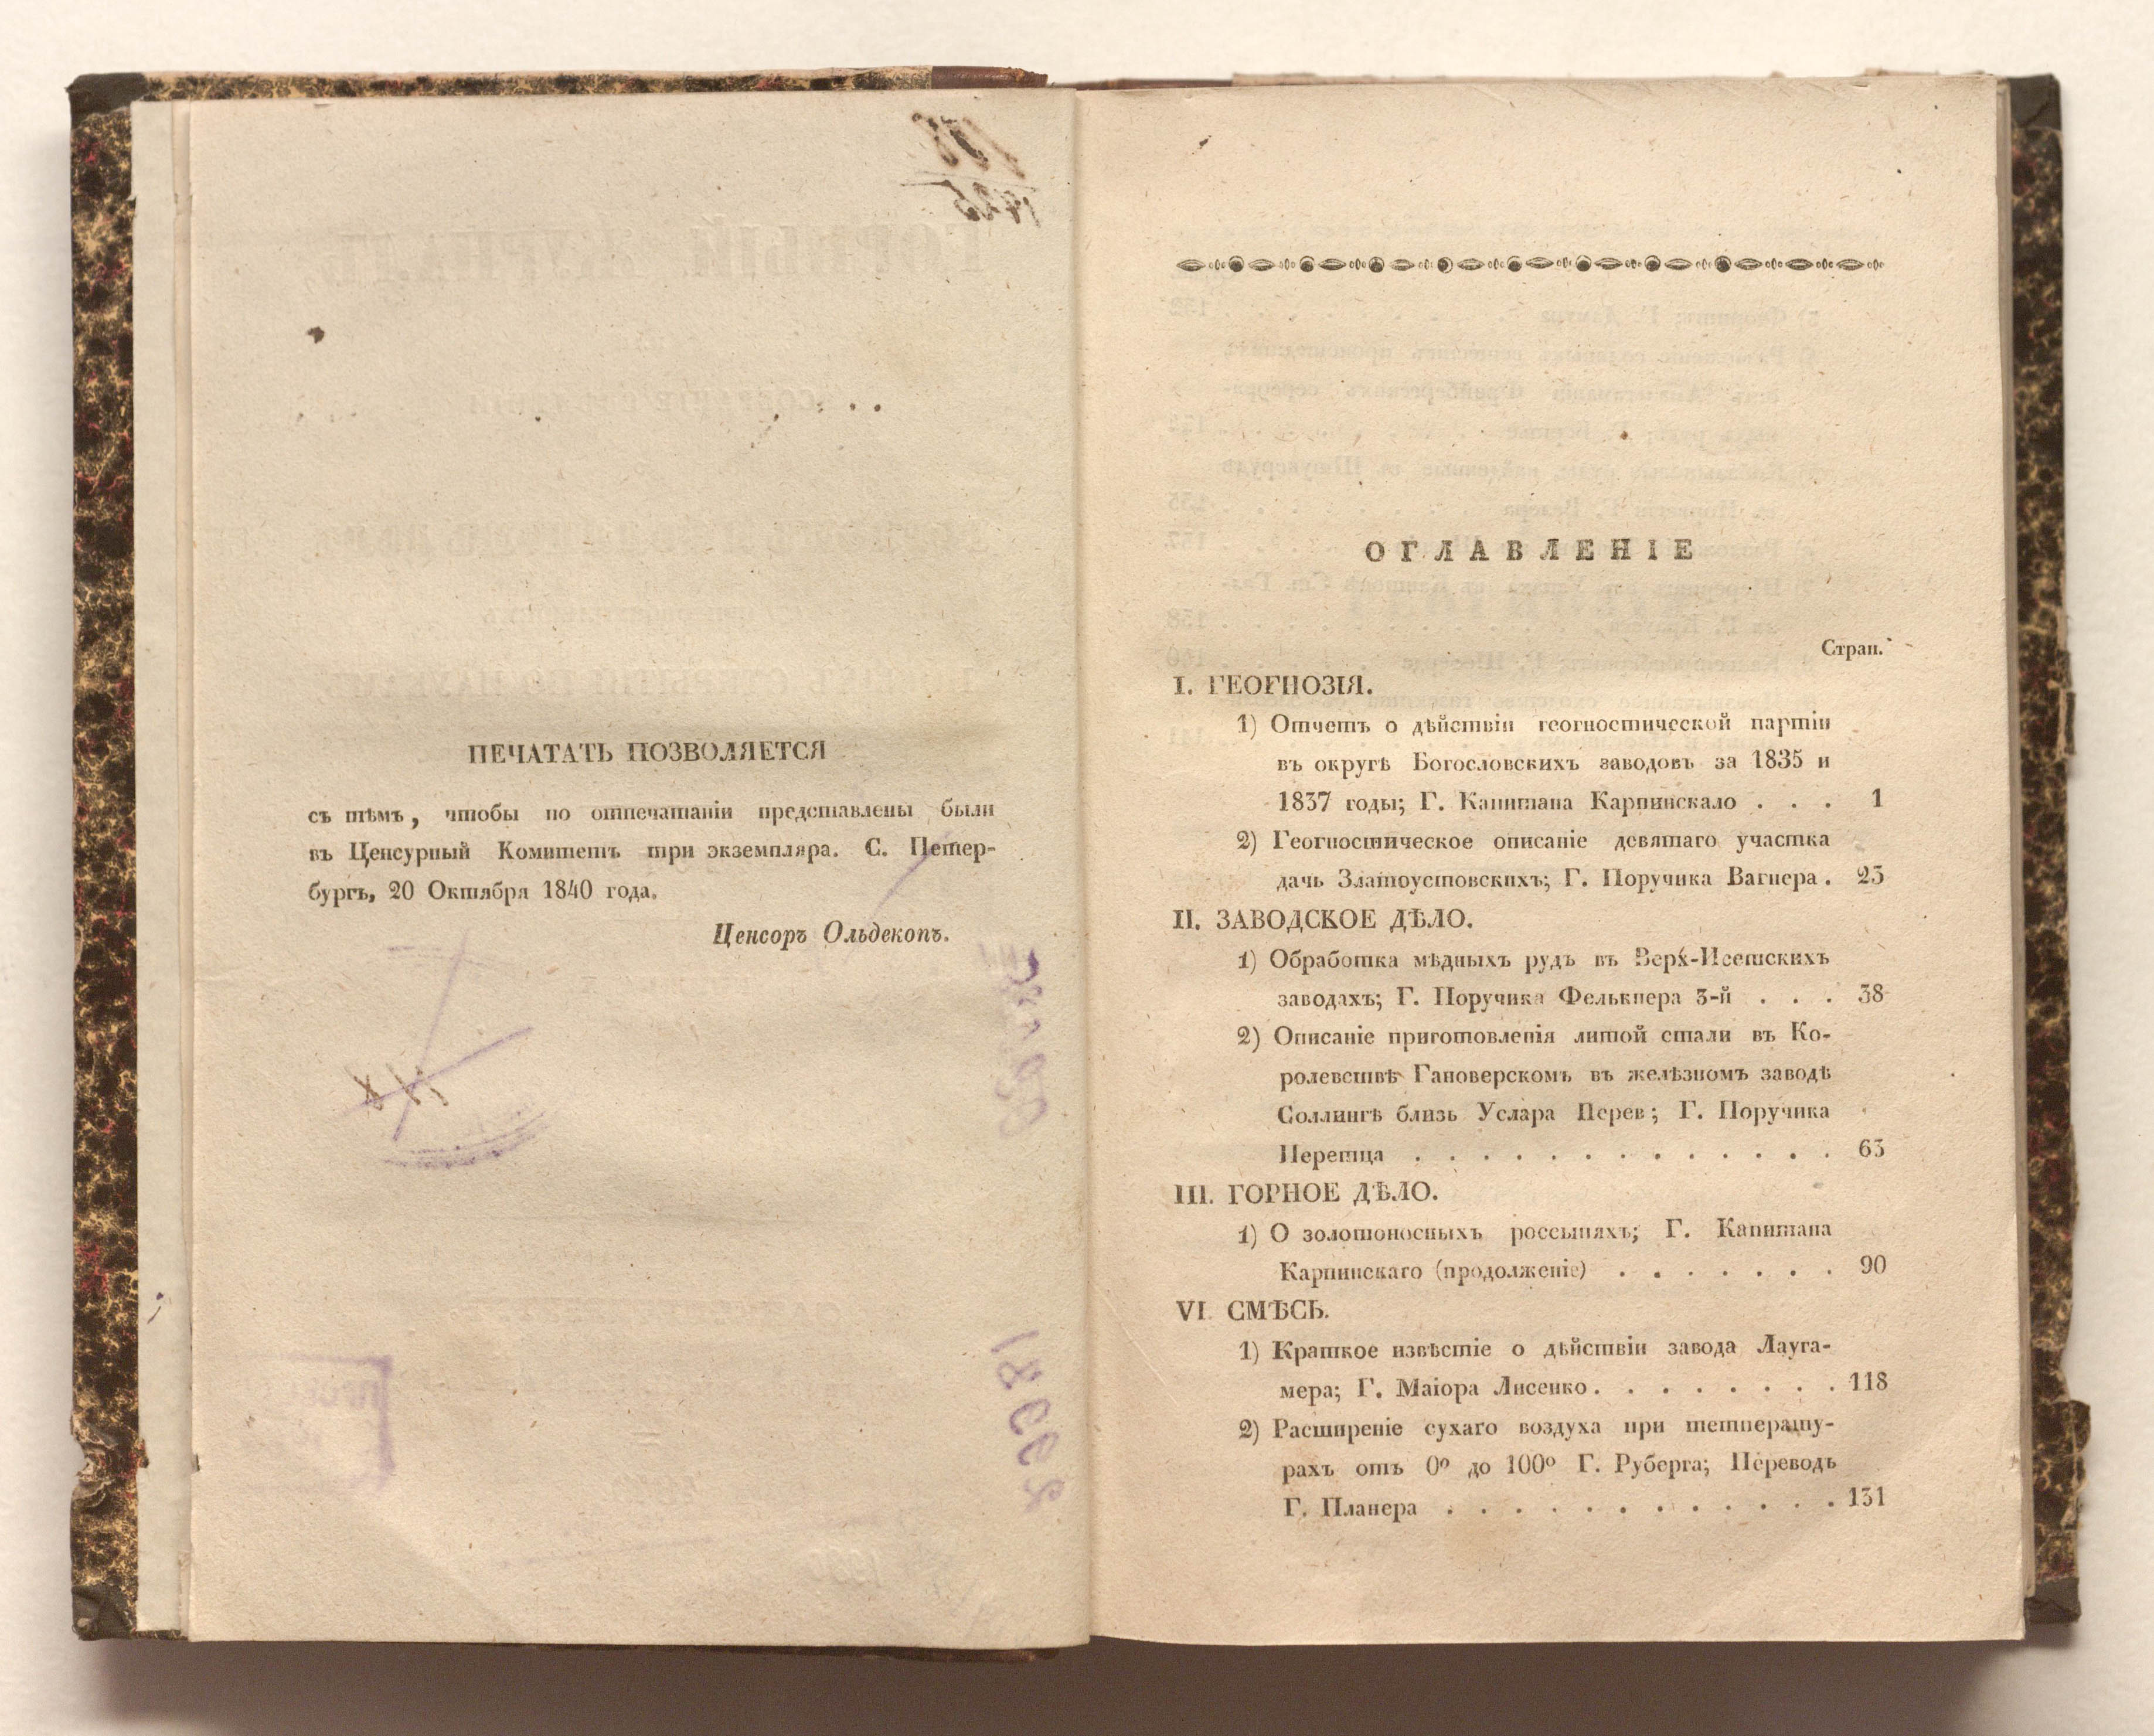 ПЕЧАТАТЬ ПОЗВОЛЯЕТСЯ
съ тѣмъ, чтобы по отпечатаніи представлены были
въ Ценсурный Комитетъ три экземпляра. С. Петер-
бургъ, 20 Октября 1840 года.
Ценсоръ Ольдекопъ.
ОГЛАВЛЕНІЕ
Стран.
I. ГЕОГНОЗІЯ.
1) Отчетъ о дѣйствіи геогностической партіи
въ округѣ Богословскихъ заводовъ за 1835 и
1837 годы; Г. Капитана Карпинскало . . . 1
2) Геогностическое описаніе девятаго участка
дачь Златоустовскихъ; Г. Поручика Вагнера . 23
II. ЗАВОДСКОЕ ДѢЛО.
1) Обработка мѣдныхъ рудъ въ Верх-Исетскихъ
заводахъ; Г. Поручика Фелькнера 3-й . . . 38
2) Описаніе приготовленія литой стали въ Ко-
ролевствѣ Гановерскомъ въ желѣзномъ заводѣ
Соллингѣ близь Услара Перев; Г. Поручика
Перетца . . . . . . . . . . . . . 63
III. ГОРНОЕ ДѢЛО.
1) О золотоносныхъ россыпяхъ; Г. Капитана
Карпинскаго (продолженіе) . . . . . . . 90
VI. СМѢСЬ.
1) Краткое извѣстіе о дѣйствіи завода Лауга-
мера; Г. Маіора Лисенко . . . . . . . . 118
2) Расширеніе сухаго воздуха при температу-
рахъ отъ 0° до 100° Г. Руберга; Переводъ
Г. Планера . . . . . . . . . . . . 131